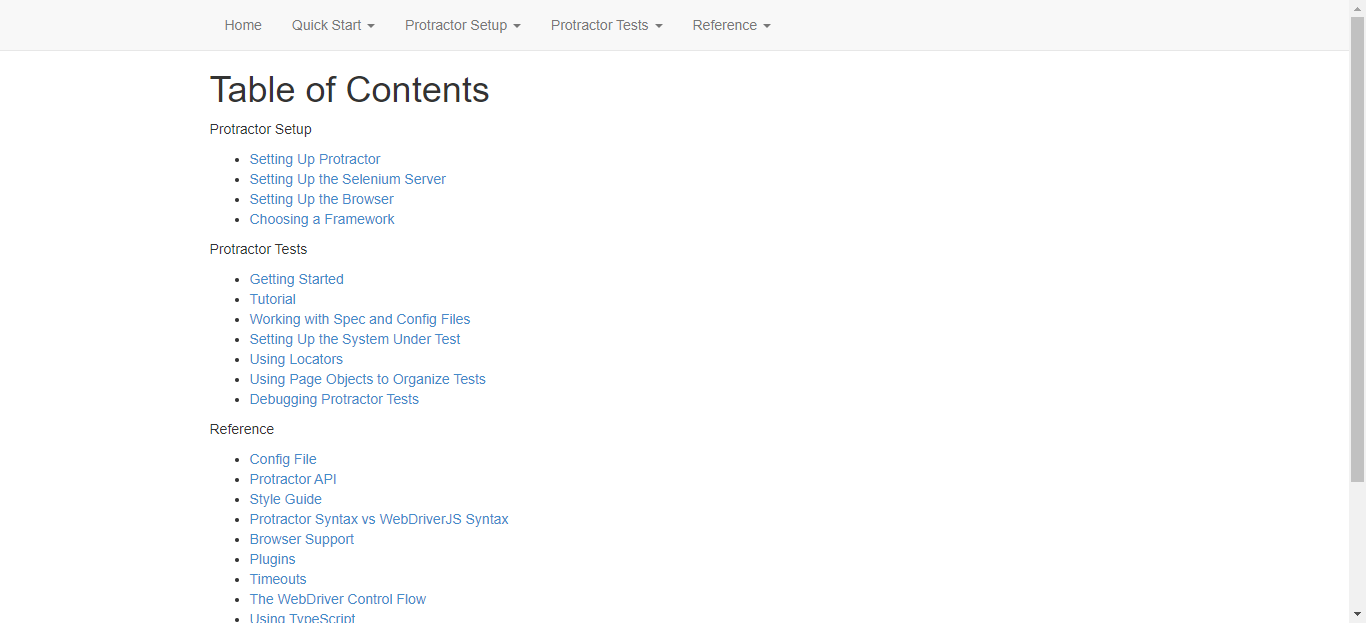 Home Quick Start Protractor Setup Protractor Tests Reference
Table of Contents
Protractor Setup
Setting Up Protractor
Setting Up the Selenium Server
Setting Up the Browser
Choosing a Framework
Protractor Tests
Getting Started
Tutorial
Working with Spec and Config Files
Setting Up the System Under Test
Using Locators
Using Page Objects to Organize Tests
Debugging Protractor Tests
Reference
Config File
Protractor API
Style Guide
Protractor Syntax vs WebDriverJS Syntax
Browser Support
Plugins
Timeouts
The WebDriver Control Flow
Using TypeScript